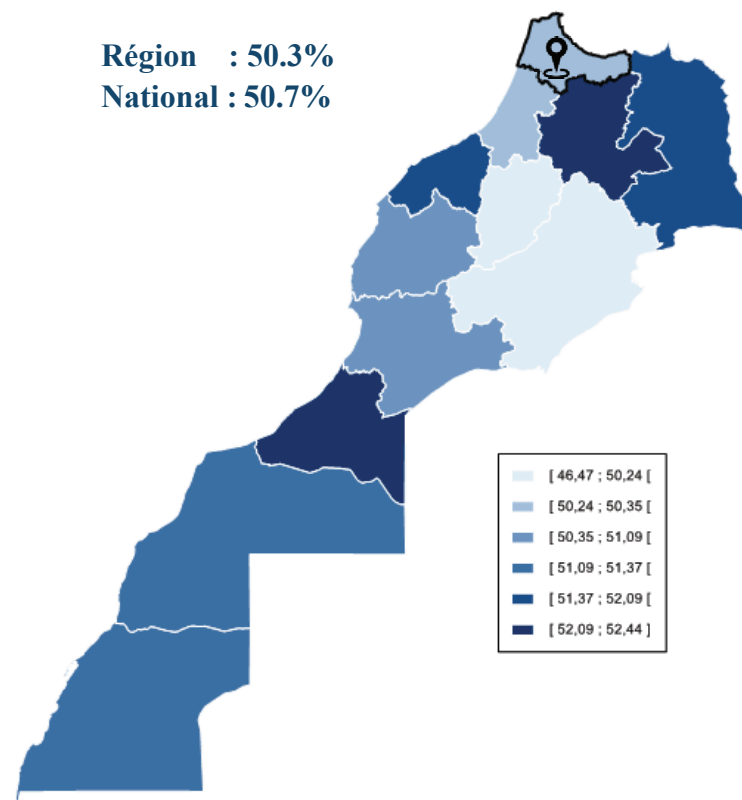 Région : 50.3%
National : 50.7%
[ 46,47 ; 50,24 [
[ 50,24 ; 50,35 [
[ 50,35 ; 51,09 [
[ 51,09 ; 51,37 [
[ 51,37 ; 52,09 [
[ 52,09 ; 52,44 ]